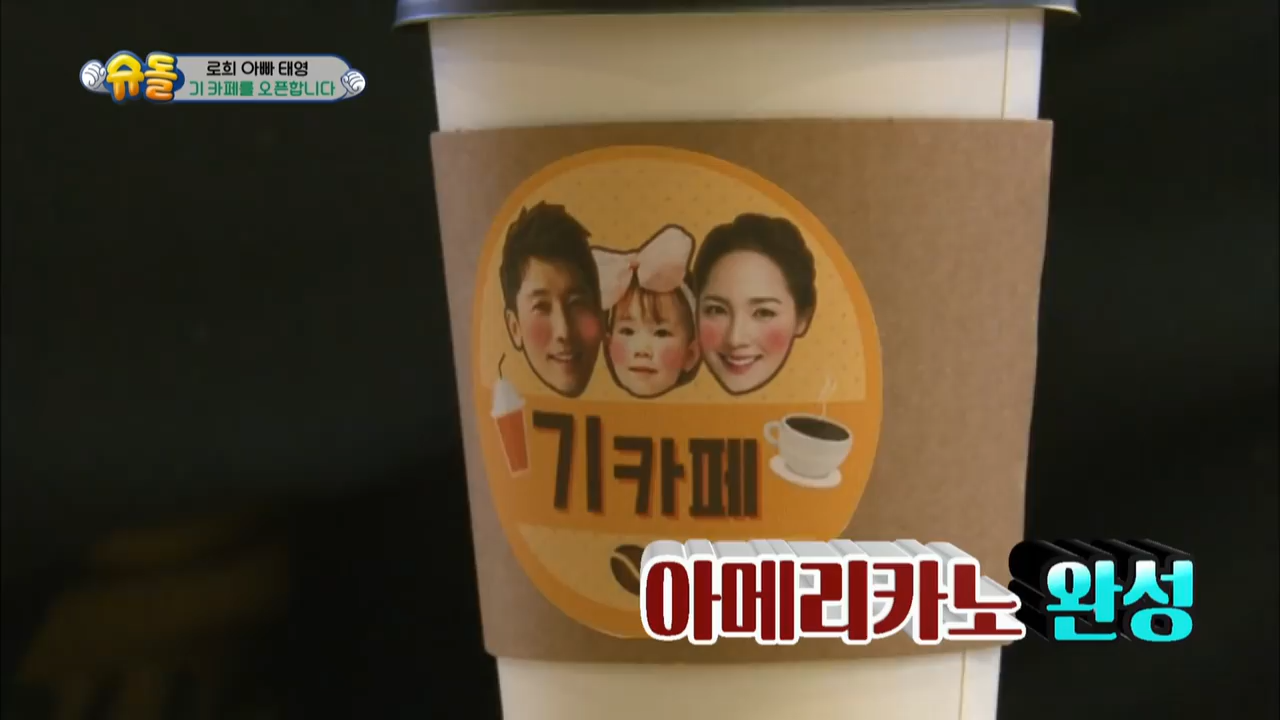 슈돌
로희 아빠 태영
기 카페를 오픈합니다
기카페
아메리카노 완성